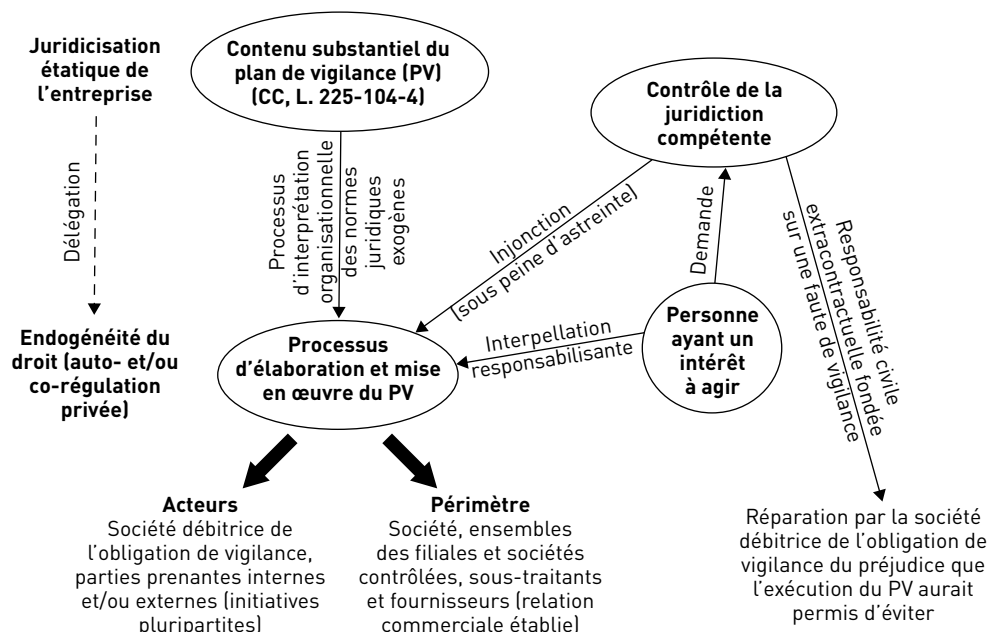 Juridicisation
étatique de
l'entreprise
Délégation
Endogénéité du
droit (auto- et/ou
co-régulation
privée)
Contenu substantiel du
plan de vigilance (PV)
(CC, L. 225-104-4)
Processus
d'interprétation
organisationnelle
des normes
juridiques
exogènes
Contrôle de la
juridiction
compétente
Injonction
(sous peine d'astreinte)
Demande
Responsabilité civile
extracontractuelle fondée
sur une faute de vigilance
Personne
ayant un
intérêt
à agir
Interpellation
responsabilisante
Processus
d'élaboration et mise
en œuvre du PV
Acteurs
Société débitrice de
l'obligation de vigilance,
parties prenantes internes
et/ou externes (initiatives
pluripartites)
Périmètre
Société, ensembles
des filiales et sociétés
contrôlées, sous-traitants
et fournisseurs (relation
commerciale établie)
Réparation par la société
débitrice de l'obligation de
vigilance du préjudice que
l'exécution du PV aurait
permis d'éviter